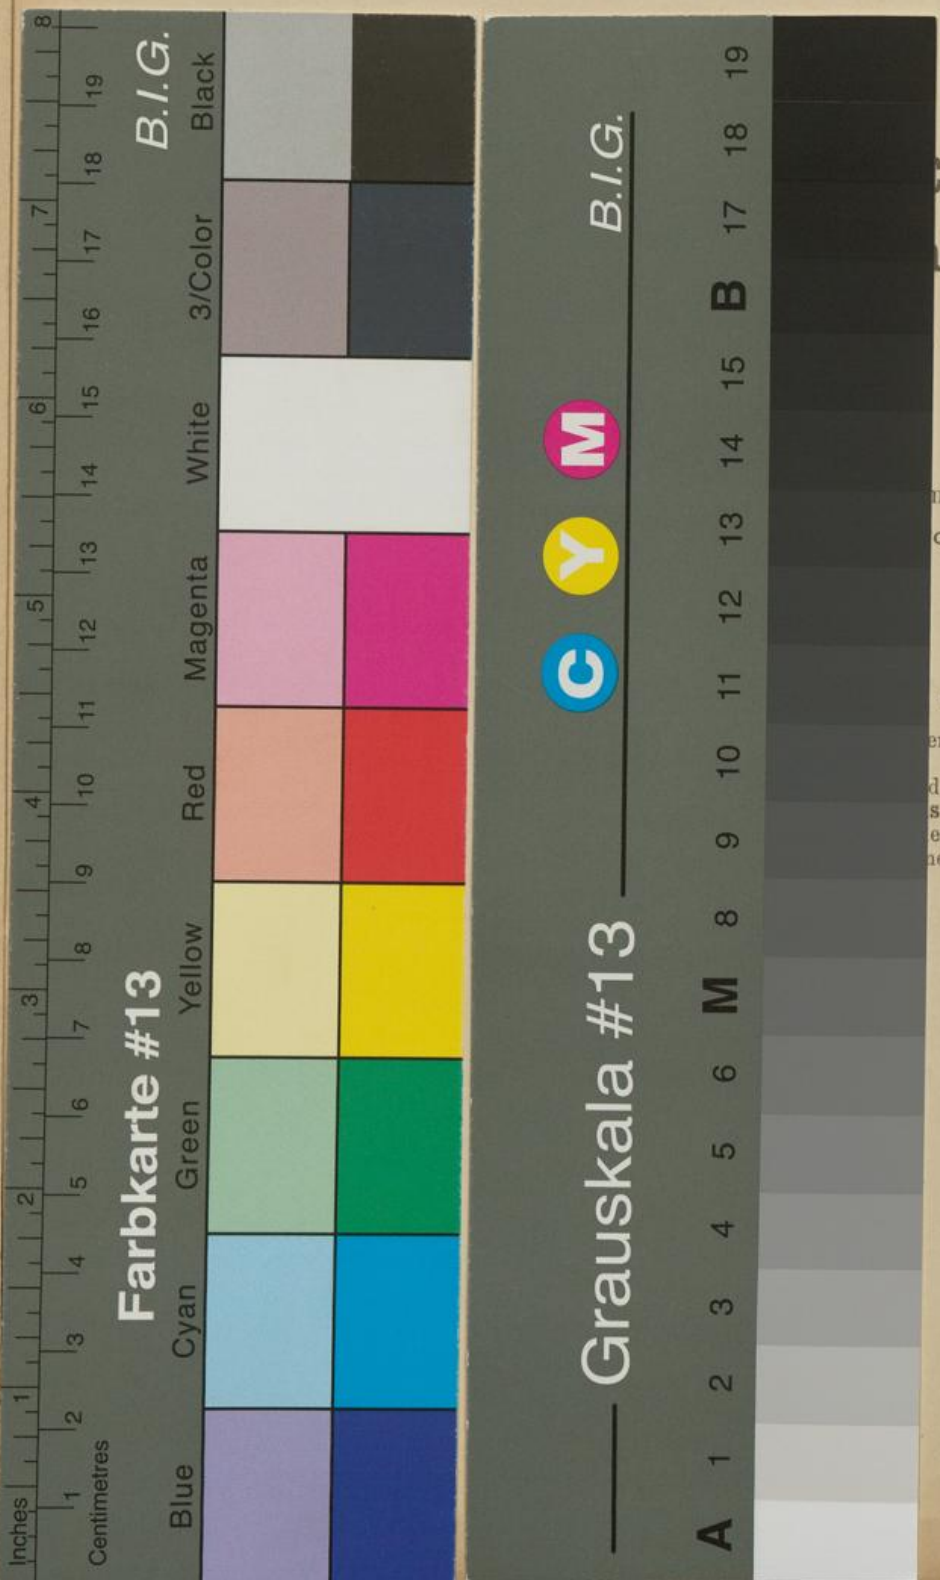 Inches 1 2 3 4 5 6 7 8
Centimetres 1 2 3 4 5 6 7 8 9 10 11 12 13 14 15 16 17 18 19
Farbkarte #13 B.I.G.
Blue Cyan Green Yellow Red Magenta White 3/Color Black
Grauskala #13 C Y M B.I.G.
A 1 2 3 4 5 6 M 8 9 10 11 12 13 14 15 B 17 18 19